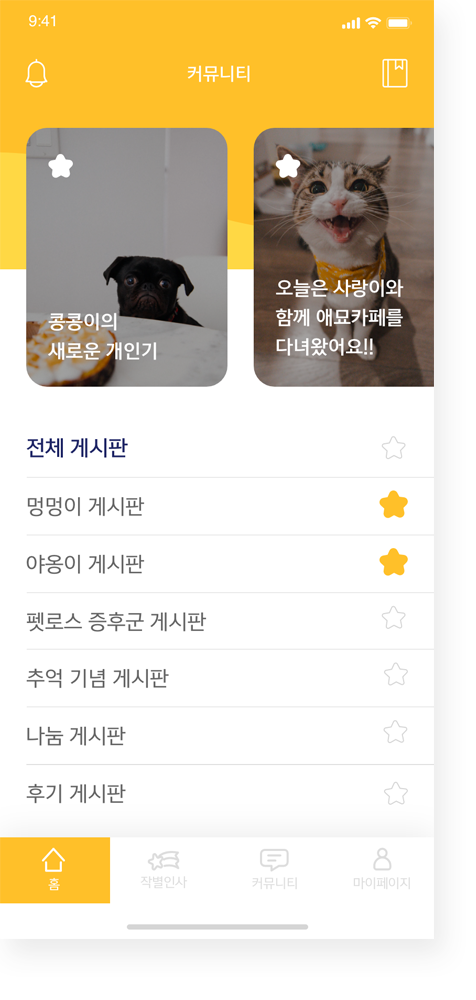 9:41
커뮤니티
콩콩이의
새로운 개인기
오늘은 사랑이와
함께 애묘카페를
다녀왔어요!!
전체 게시판
멍멍이 게시판
야옹이 게시판
펫로스 증후군 게시판
추억 기념 게시판
나눔 게시판
후기 게시판
홈
작별인사
커뮤니티
마이페이지